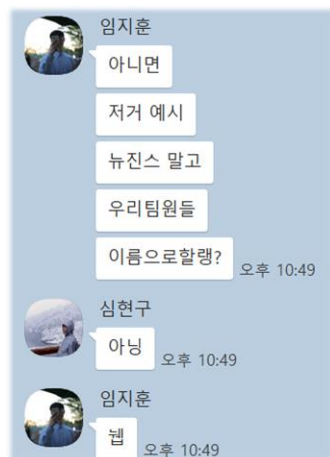 임지훈
아니면
저거 예시
뉴진스 말고
우리팀원들
이름으로할랭?
오후 10:49
심현구
아닝
오후 10:49
임지훈
뷉
오후 10:49